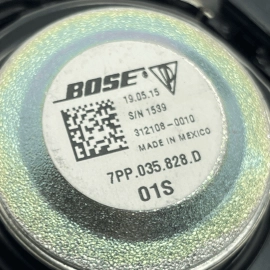 BOSE
19.05.15
S/N 1539
312108-0010
MADE IN MEXICO
7PP.035.828.D
01S